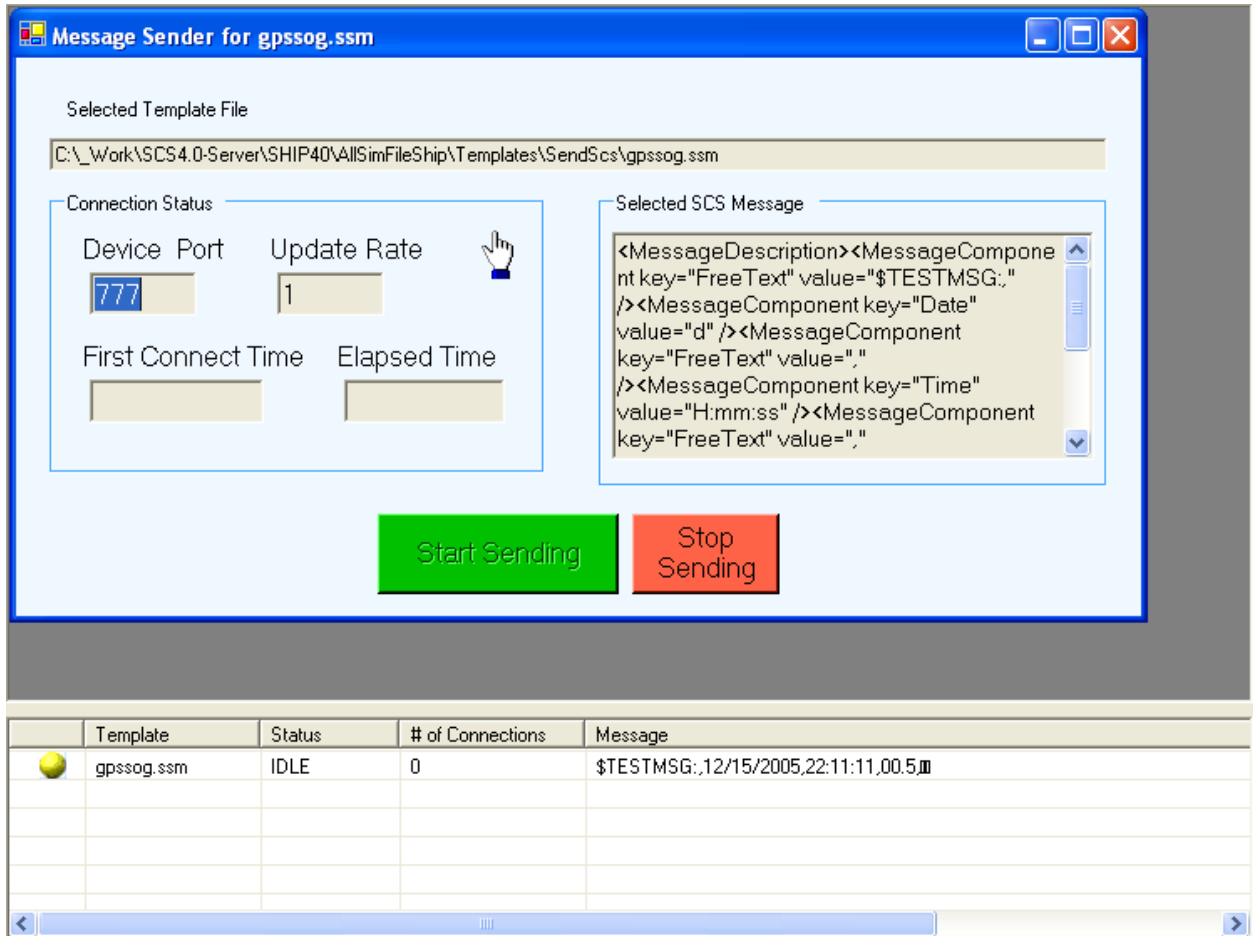 Message Sender for gpssog.ssm
Selected Template File
C:\_Work\SCS4.0-Server\SHIP40\AllSimFileShip\Templates\SendScs\gpssog.ssm
Connection Status
Device Port Update Rate
777 1
First Connect Time Elapsed Time
Selected SCS Message
<MessageDescription><MessageCompone
nt key="FreeText" value="$TESTMSG:,"
/><MessageComponent key="Date"
value="d" /><MessageComponent
key="FreeText" value=","
/><MessageComponent key="Time"
value="H:mm:ss" /><MessageComponent
key="FreeText" value=","
Start Sending
Stop
Sending
Template Status # of Connections Message
gpssog.ssm IDLE 0 $TESTMSG:,12/15/2005,22:11:11,00.5,